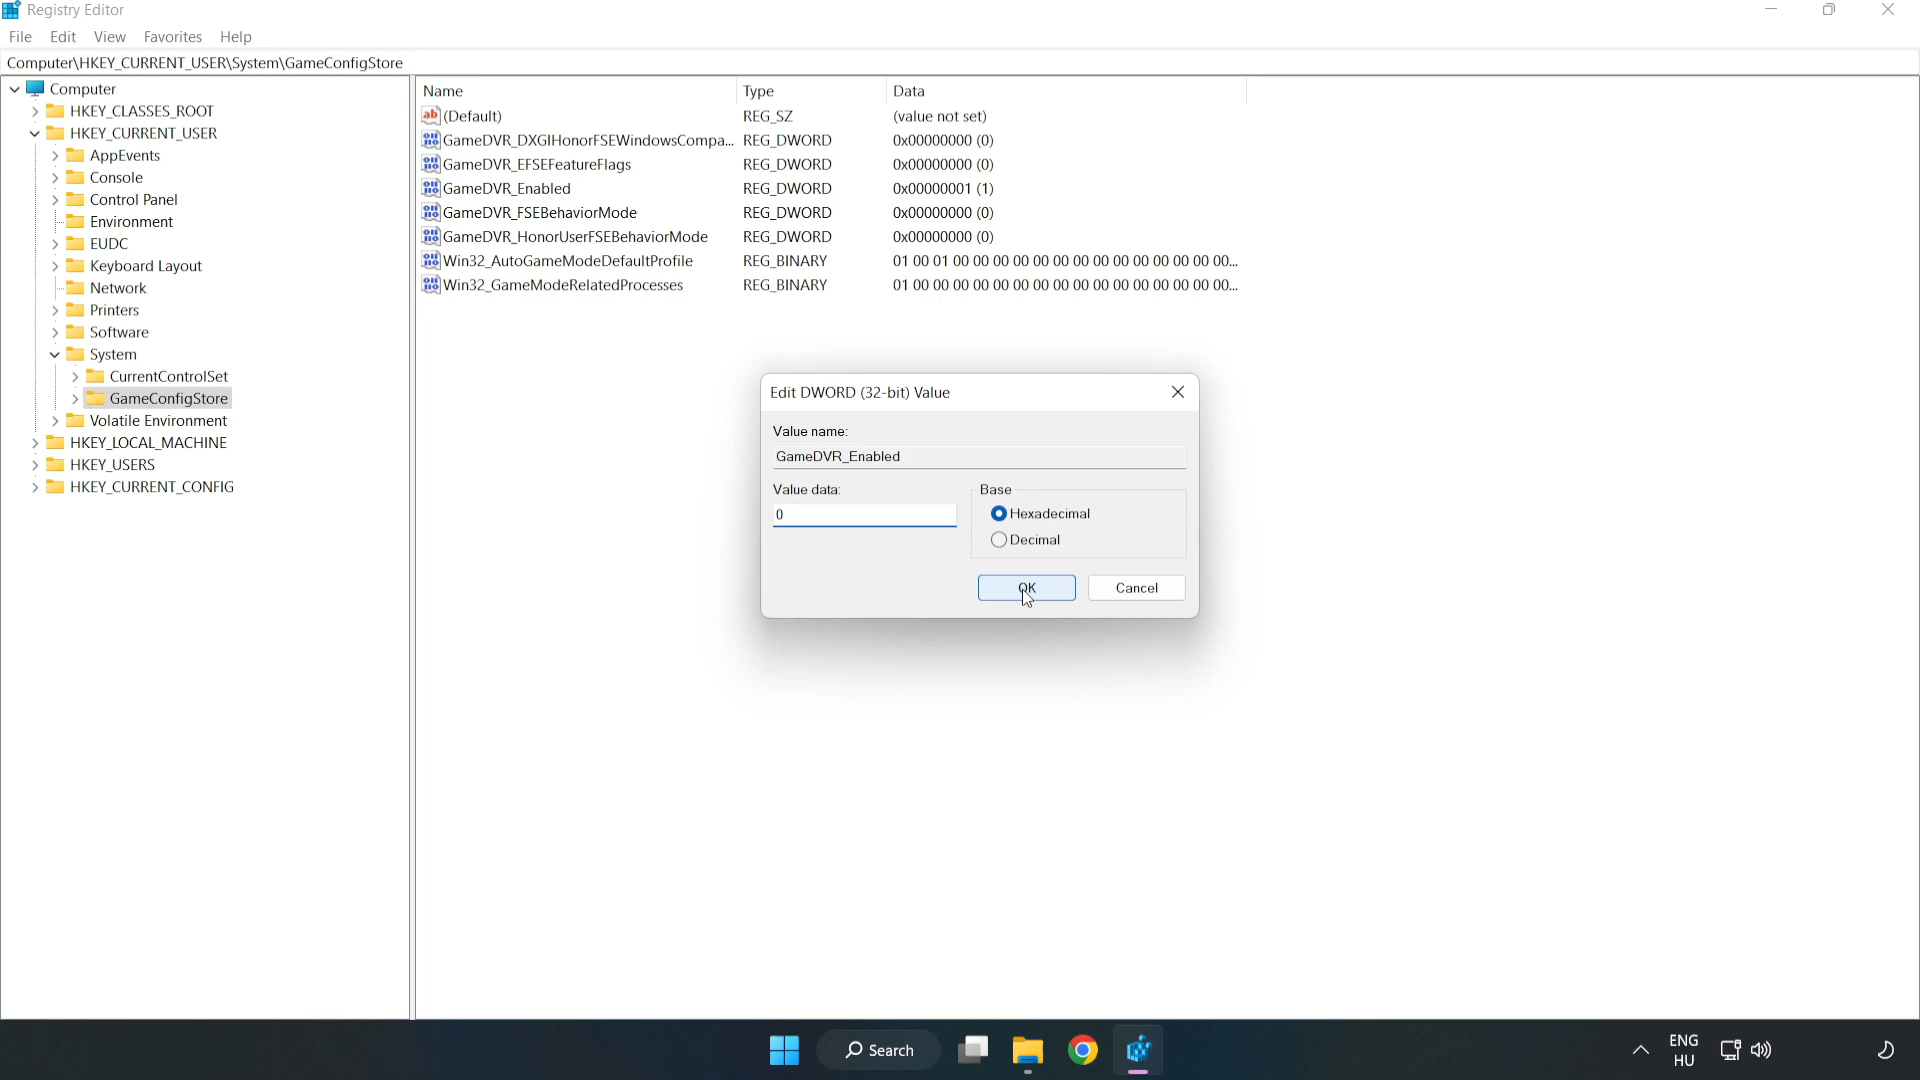 Registry Editor
File Edit View Favorites Help
Computer\HKEY_CURRENT_USER\System\GameConfigStore
Computer
HKEY_CLASSES_ROOT
HKEY_CURRENT_USER
AppEvents
Console
Control Panel
Environment
EUDC
Keyboard Layout
Network
Printers
Software
System
CurrentControlSet
GameConfigStore
Volatile Environment
HKEY_LOCAL_MACHINE
HKEY_USERS
HKEY_CURRENT_CONFIG
Name Type Data
(Default) REG_SZ (value not set)
GameDVR_DXGIHonorFSEWindowsCompa... REG_DWORD 0x00000000 (0)
GameDVR_EFSEFeatureFlags REG_DWORD 0x00000000 (0)
GameDVR_Enabled REG_DWORD 0x00000001 (1)
GameDVR_FSEBehaviorMode REG_DWORD 0x00000000 (0)
GameDVR_HonorUserFSEBehaviorMode REG_DWORD 0x00000000 (0)
Win32_AutoGameModeDefaultProfile REG_BINARY 01 00 01 00 00 00 00 00 00 00 00 00 00 00 00 00 00...
Win32_GameModeRelatedProcesses REG_BINARY 01 00 00 00 00 00 00 00 00 00 00 00 00 00 00 00 00...
Edit DWORD (32-bit) Value
Value name:
GameDVR_Enabled
Value data:
0
Base
Hexadecimal
Decimal
OK Cancel
Search
ENG
HU